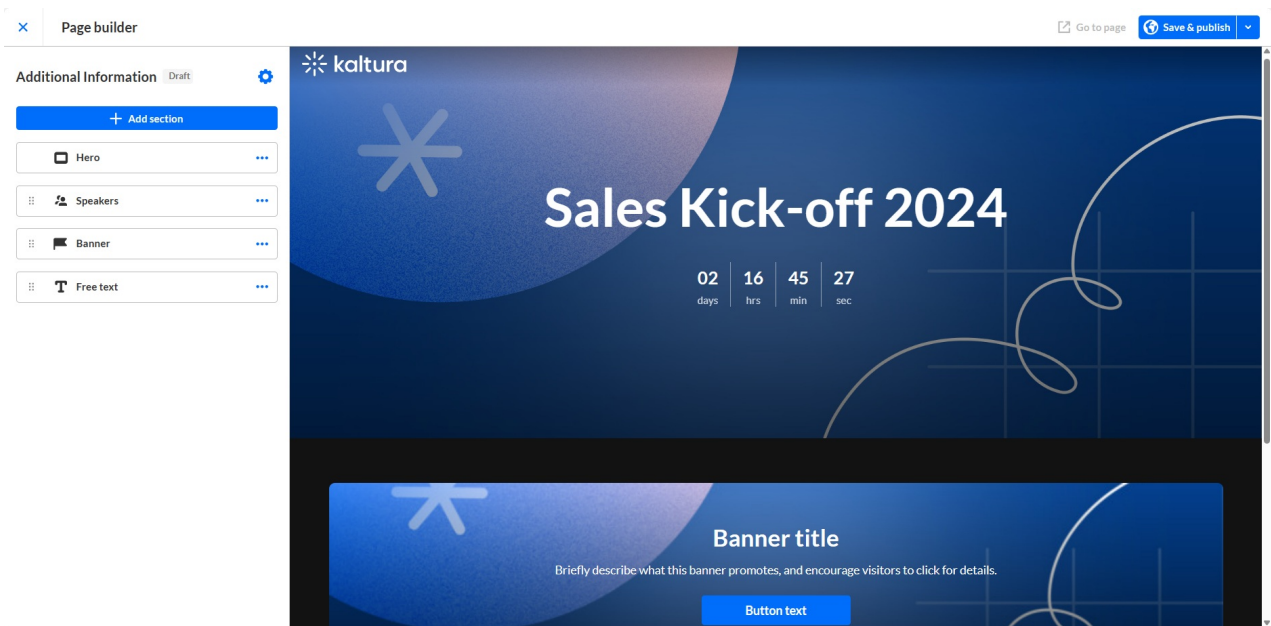 Page builder
Go to page
Save & publish
Additional Information Draft
Add section
Hero
Speakers
Banner
Free text
kaltura
Sales Kick-off 2024
02 16 45 27
days hrs min sec
Banner title
Briefly describe what this banner promotes, and encourage visitors to click for details.
Button text